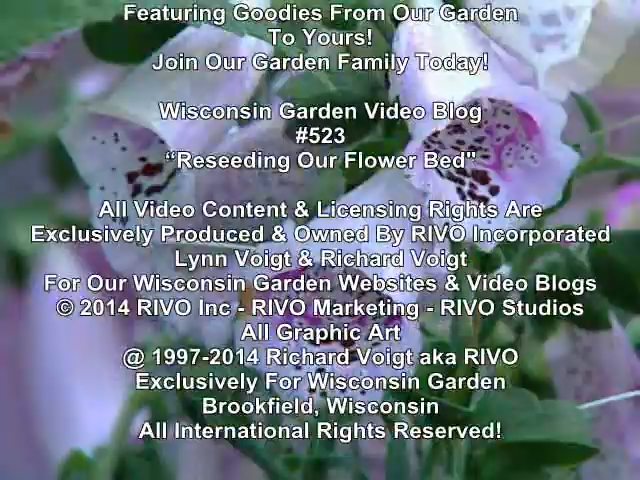 Featuring Goodies From Our Garden
To Yours!
Join Our Garden Family Today!
Wisconsin Garden Video Blog
#523
“Reseeding Our Flower Bed"
All Video Content & Licensing Rights Are
Exclusively Produced & Owned By RIVO Incorporated
Lynn Voigt & Richard Voigt
For Our Wisconsin Garden Websites & Video Blogs
© 2014 RIVO Inc - RIVO Marketing - RIVO Studios
All Graphic Art
@ 1997-2014 Richard Voigt aka RIVO
Exclusively For Wisconsin Garden
Brookfield, Wisconsin
All International Rights Reserved!